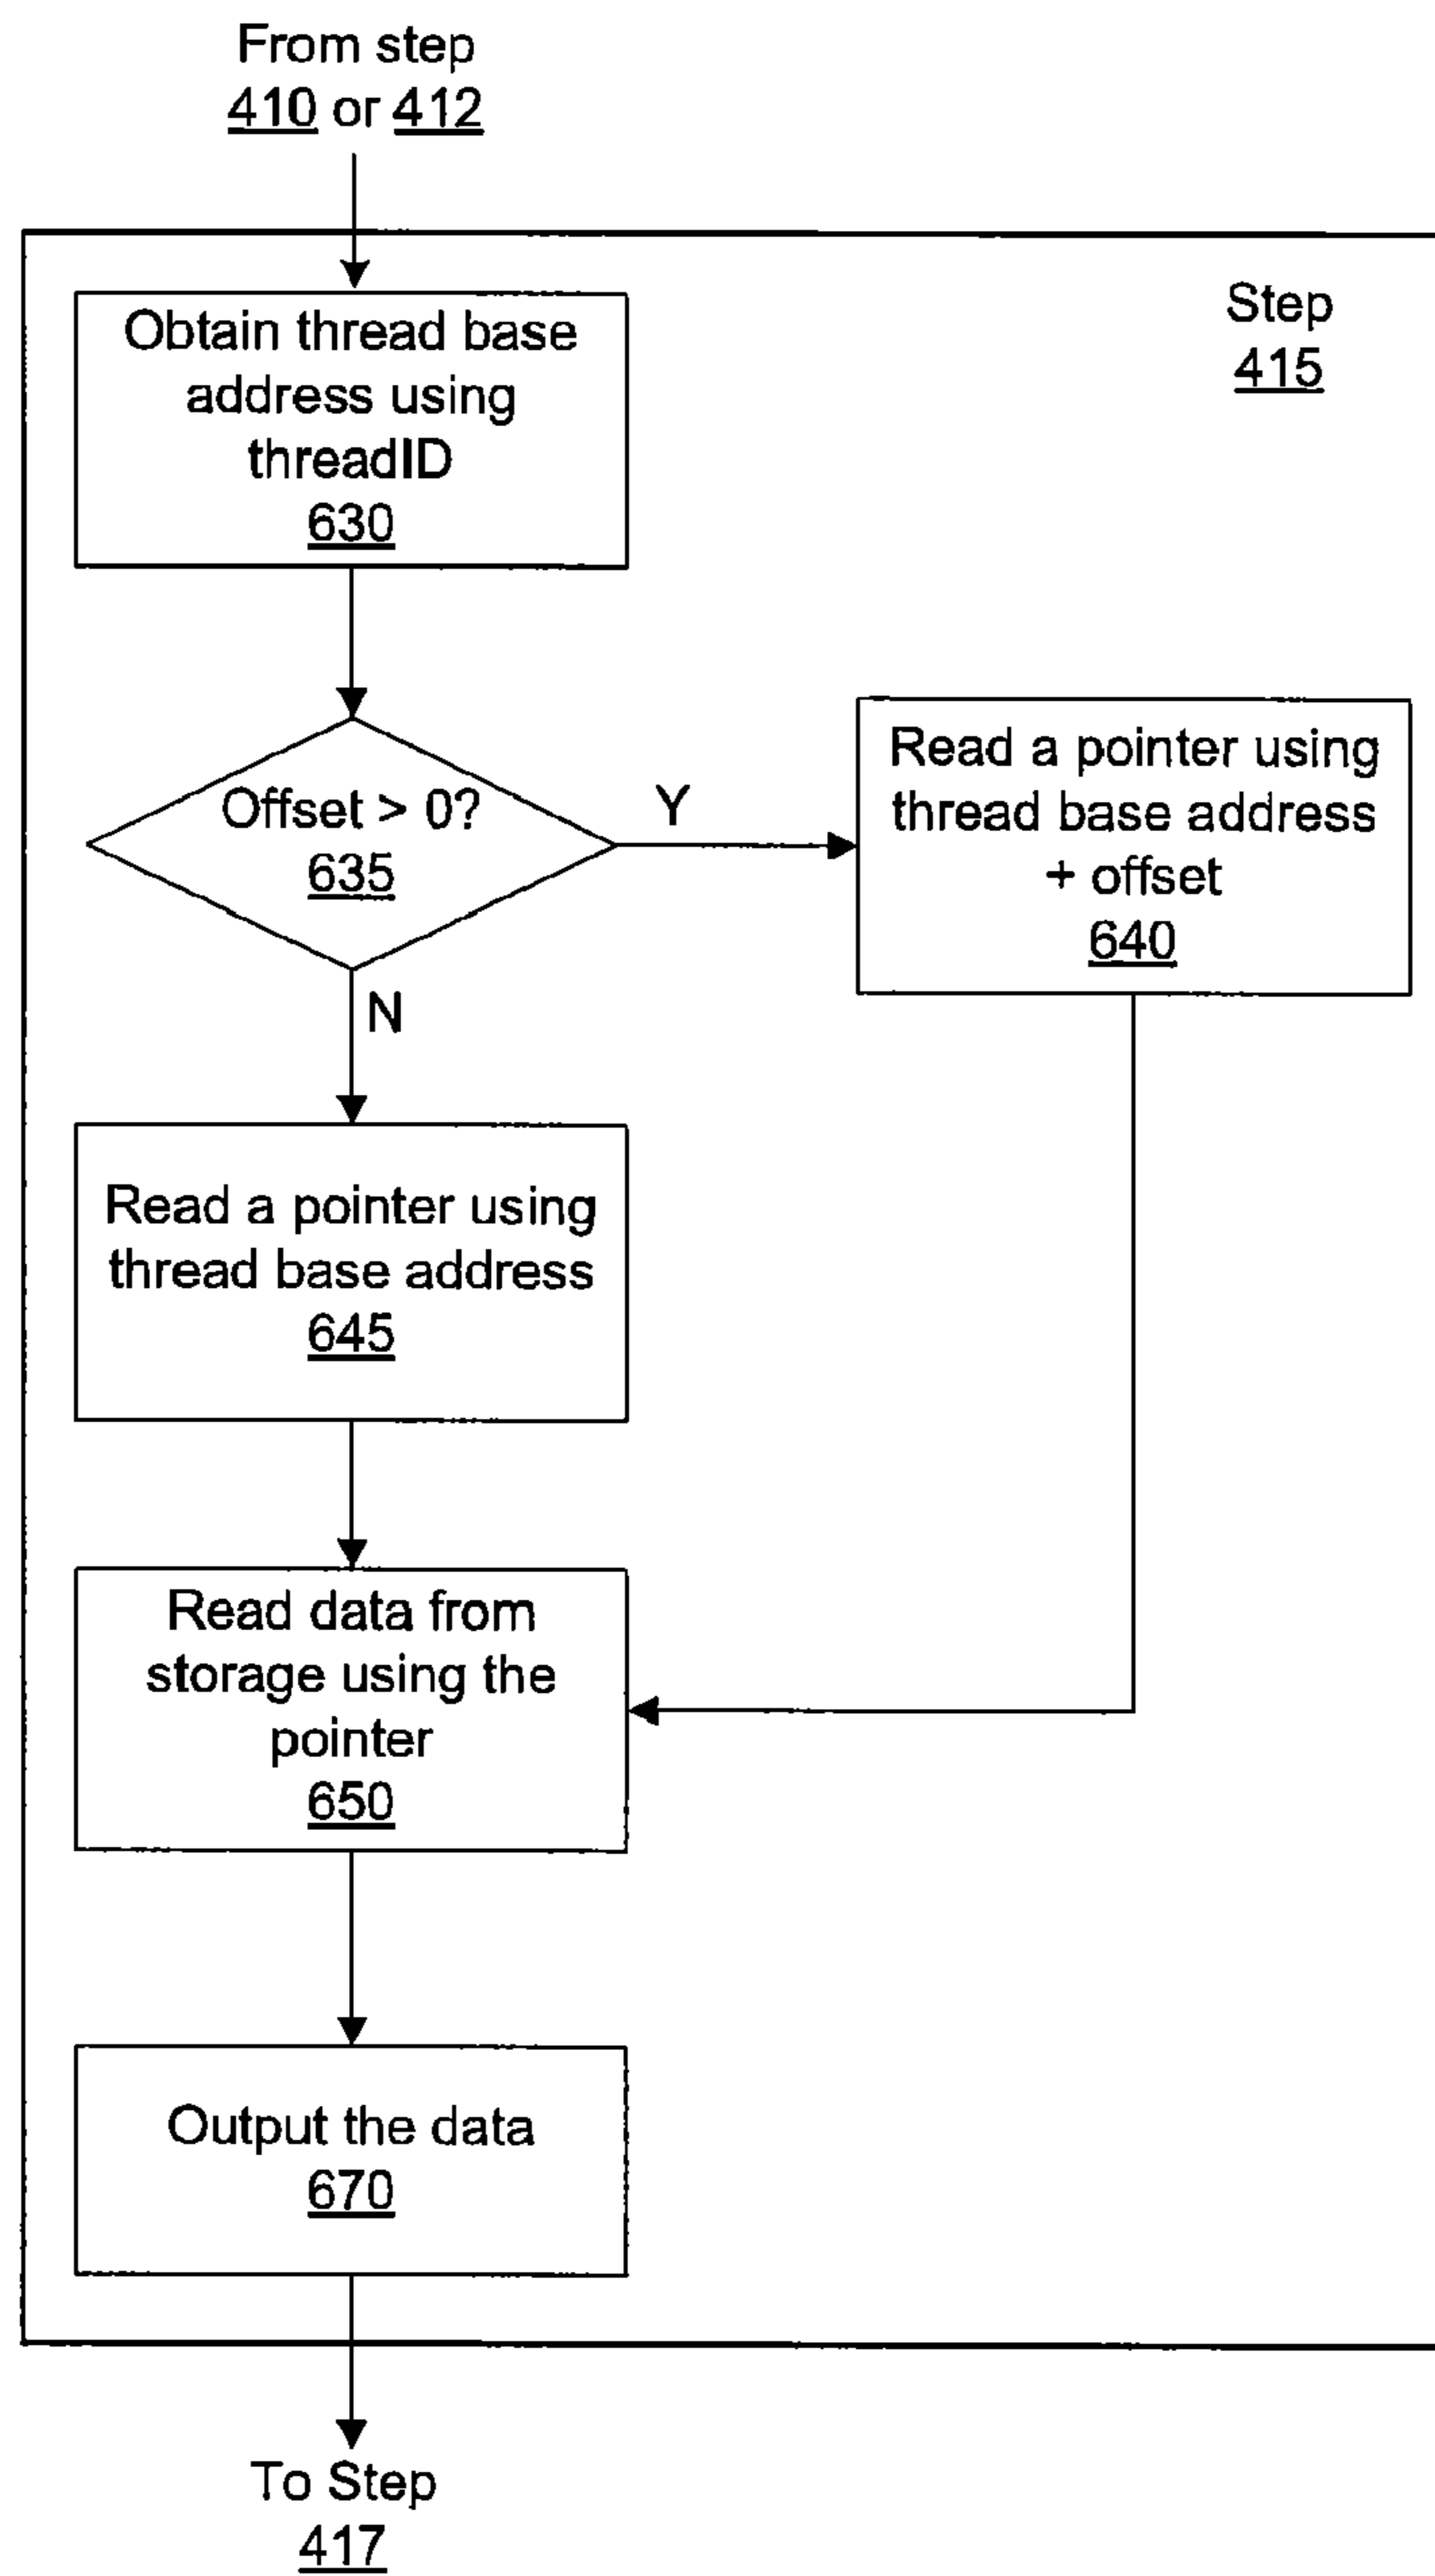 From step
410 or 412
Step
415
Obtain thread base
address using
threadID
630
Offset > 0?
635
Y
Read a pointer using
thread base address
+ offset
640
N
Read a pointer using
thread base address
645
Read data from
storage using the
pointer
650
Output the data
670
To Step
417